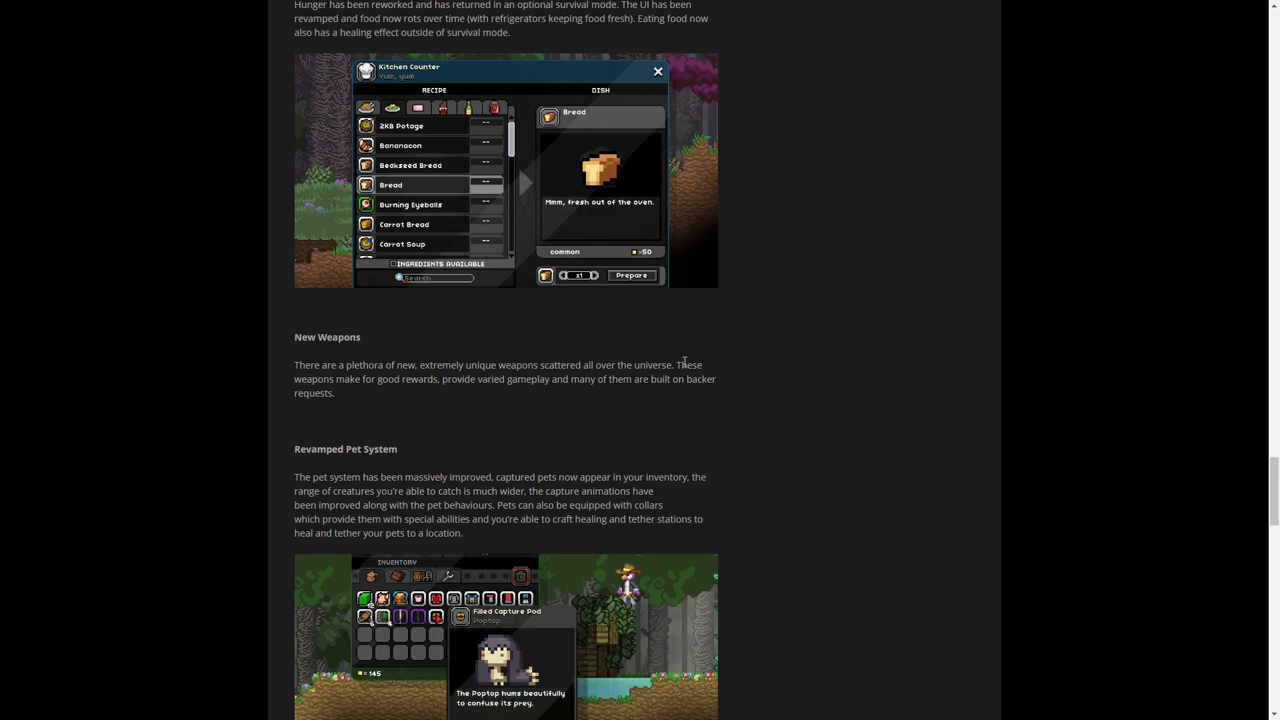 Hunger has been reworked and has returned in an optional survival mode. The UI has been
revamped and food now rots over time (with refrigerators keeping food fresh). Eating food now
also has a healing effect outside of survival mode.
Kitchen Counter
Yum, yum
RECIPE
DISH
2KB Potage
--
Bananacon
--
Beakseed Bread
--
Bread
--
Burning Eyeballs
--
Carrot Bread
--
Carrot Soup
--
INGREDIENTS AVAILABLE
Search
Bread
Mmm, fresh out of the oven.
common
x50
x1
Prepare
New Weapons
There are a plethora of new, extremely unique weapons scattered all over the universe. These
weapons make for good rewards, provide varied gameplay and many of them are built on backer
requests.
Revamped Pet System
The pet system has been massively improved, captured pets now appear in your inventory, the
range of creatures you're able to catch is much wider, the capture animations have
been improved along with the pet behaviours. Pets can also be equipped with collars
which provide them with special abilities and you're able to craft healing and tether stations to
heal and tether your pets to a location.
INVENTORY
Filled Capture Pod
Poptop
x 145
The Poptop hums beautifully
to confuse its prey.